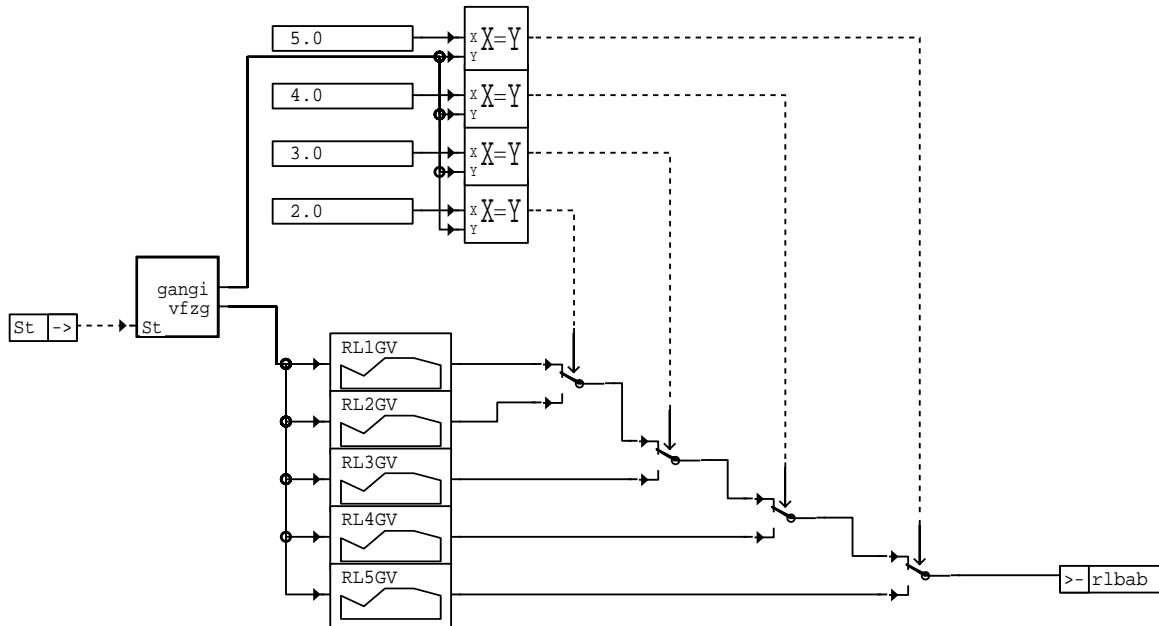 5.0
X
Y
X=Y
4.0
X
Y
X=Y
3.0
X
Y
X=Y
2.0
X
Y
X=Y
gangi
vfzg
St
St ->
RL1GV
RL2GV
RL3GV
RL4GV
RL5GV
>- rlbab